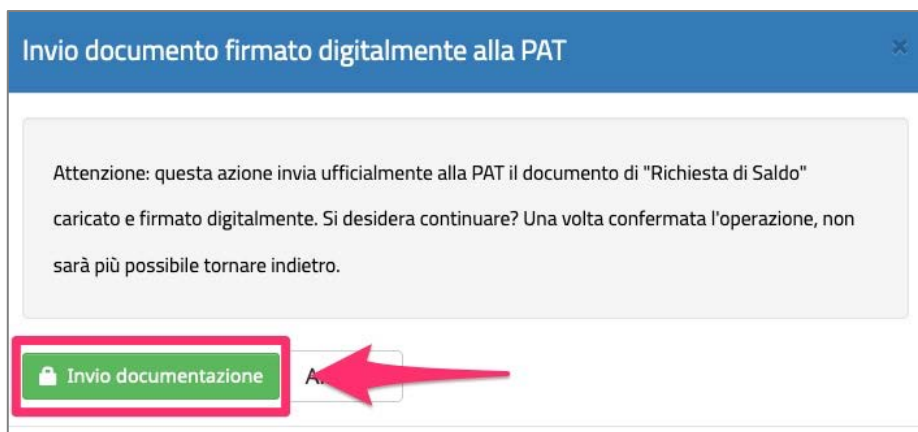 Invio documento firmato digitalmente alla PAT
Attenzione: questa azione invia ufficialmente alla PAT il documento di "Richiesta di Saldo"
caricato e firmato digitalmente. Si desidera continuare? Una volta confermata l'operazione, non
sarà più possibile tornare indietro.
Invio documentazione